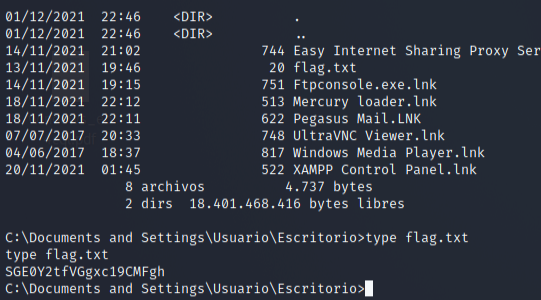 01/12/2021  22:46    <DIR>          .
01/12/2021  22:46    <DIR>          ..
14/11/2021  21:02               744 Easy Internet Sharing Proxy Ser
13/11/2021  19:46                20 flag.txt
14/11/2021  19:15               751 Ftpconsole.exe.lnk
18/11/2021  22:12               513 Mercury loader.lnk
18/11/2021  22:11               622 Pegasus Mail.LNK
07/07/2017  20:33               748 UltraVNC Viewer.lnk
04/06/2017  18:37               817 Windows Media Player.lnk
20/11/2021  01:45               522 XAMPP Control Panel.lnk
8 archivos          4.737 bytes
2 dirs  18.401.468.416 bytes libres
C:\Documents and Settings\Usuario\Escritorio>type flag.txt
type flag.txt
SGE0Y2tfVGgxc19CMFgh
C:\Documents and Settings\Usuario\Escritorio>